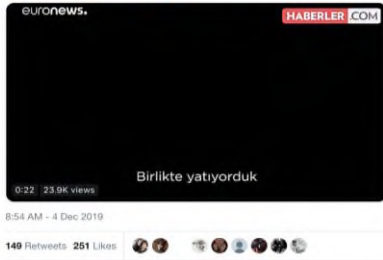 euronews.
HABERLER.COM
Birlikte yatıyorduk
0:22 23.9K views
8:54 AM - 4 Dec 2019
149 Retweets 251 Likes